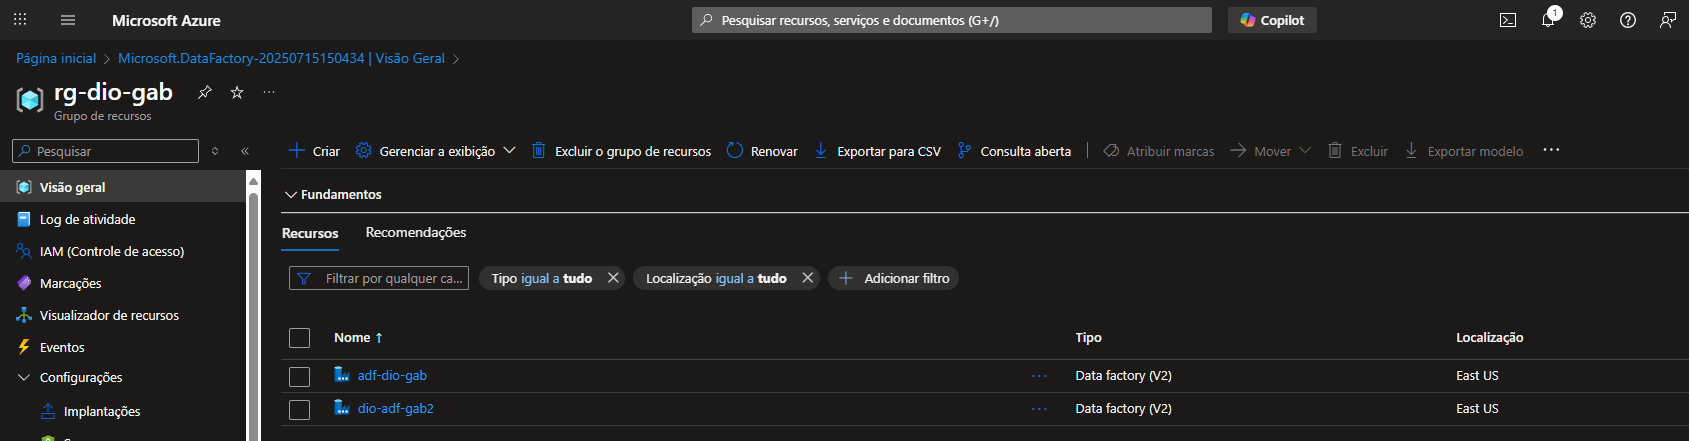 Microsoft Azure
Pesquisar recursos, serviços e documentos (G+/)
Copilot
1
Página inicial > Microsoft.DataFactory-20250715150434 | Visão Geral >
rg-dio-gab
Grupo de recursos
Pesquisar
Criar Gerenciar a exibição Excluir o grupo de recursos Renovar Exportar para CSV Consulta aberta Atribuir marcas Mover Excluir Exportar modelo
Visão geral
Log de atividade
IAM (Controle de acesso)
Marcações
Visualizador de recursos
Eventos
Configurações
Implantações
Fundamentos
Recursos Recomendações
Filtrar por qualquer ca... Tipo igual a tudo Localização igual a tudo Adicionar filtro
Nome ↑ Tipo Localização
adf-dio-gab ... Data factory (V2) East US
dio-adf-gab2 ... Data factory (V2) East US